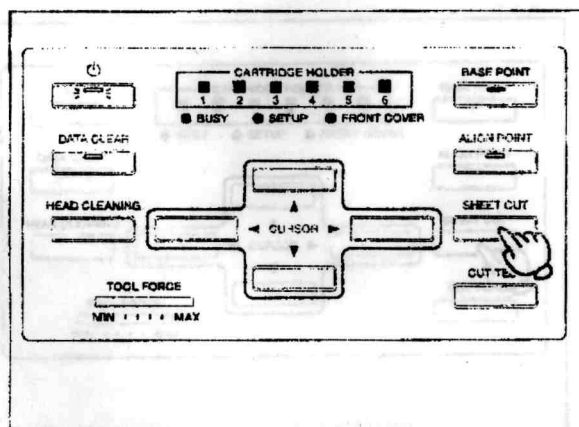 CARTRIDGE HOLDER
1 2 3 4 5 6
BUSY SETUP FRONT COVER
BASE POINT
DATA CLEAR
ALIGN POINT
HEAD CLEANING
CURSOR
SHEET CUT
TOOL FORCE
MIN MAX
CUT